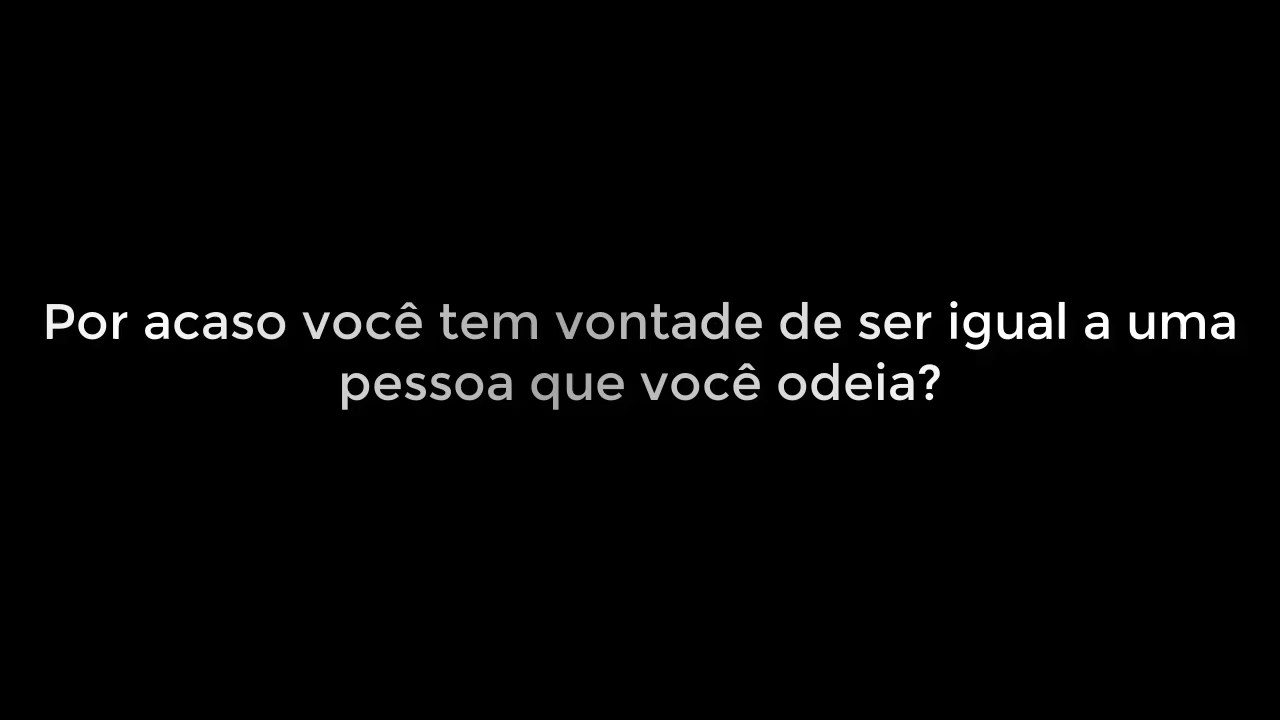 Por acaso você tem vontade de ser igual a uma
pessoa que você odeia?